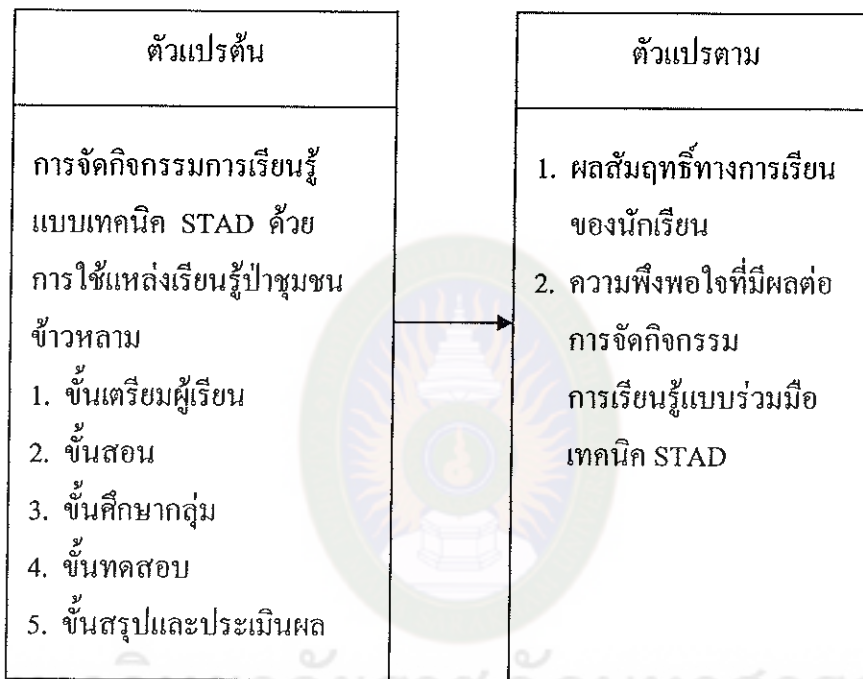 ตัวแปรต้น
การจัดกิจกรรมการเรียนรู้
แบบเทคนิค STAD ด้วย
การใช้แหล่งเรียนรู้ป่าชุมชน
ข้าวหลาม
1. ขั้นเตรียมผู้เรียน
2. ขั้นสอน
3. ขั้นศึกษากลุ่ม
4. ขั้นทดสอบ
5. ขั้นสรุปและประเมินผล
ตัวแปรตาม
1. ผลสัมฤทธิ์ทางการเรียน
ของนักเรียน
2. ความพึงพอใจที่มีผลต่อ
การจัดกิจกรรม
การเรียนรู้แบบร่วมมือ
เทคนิค STAD